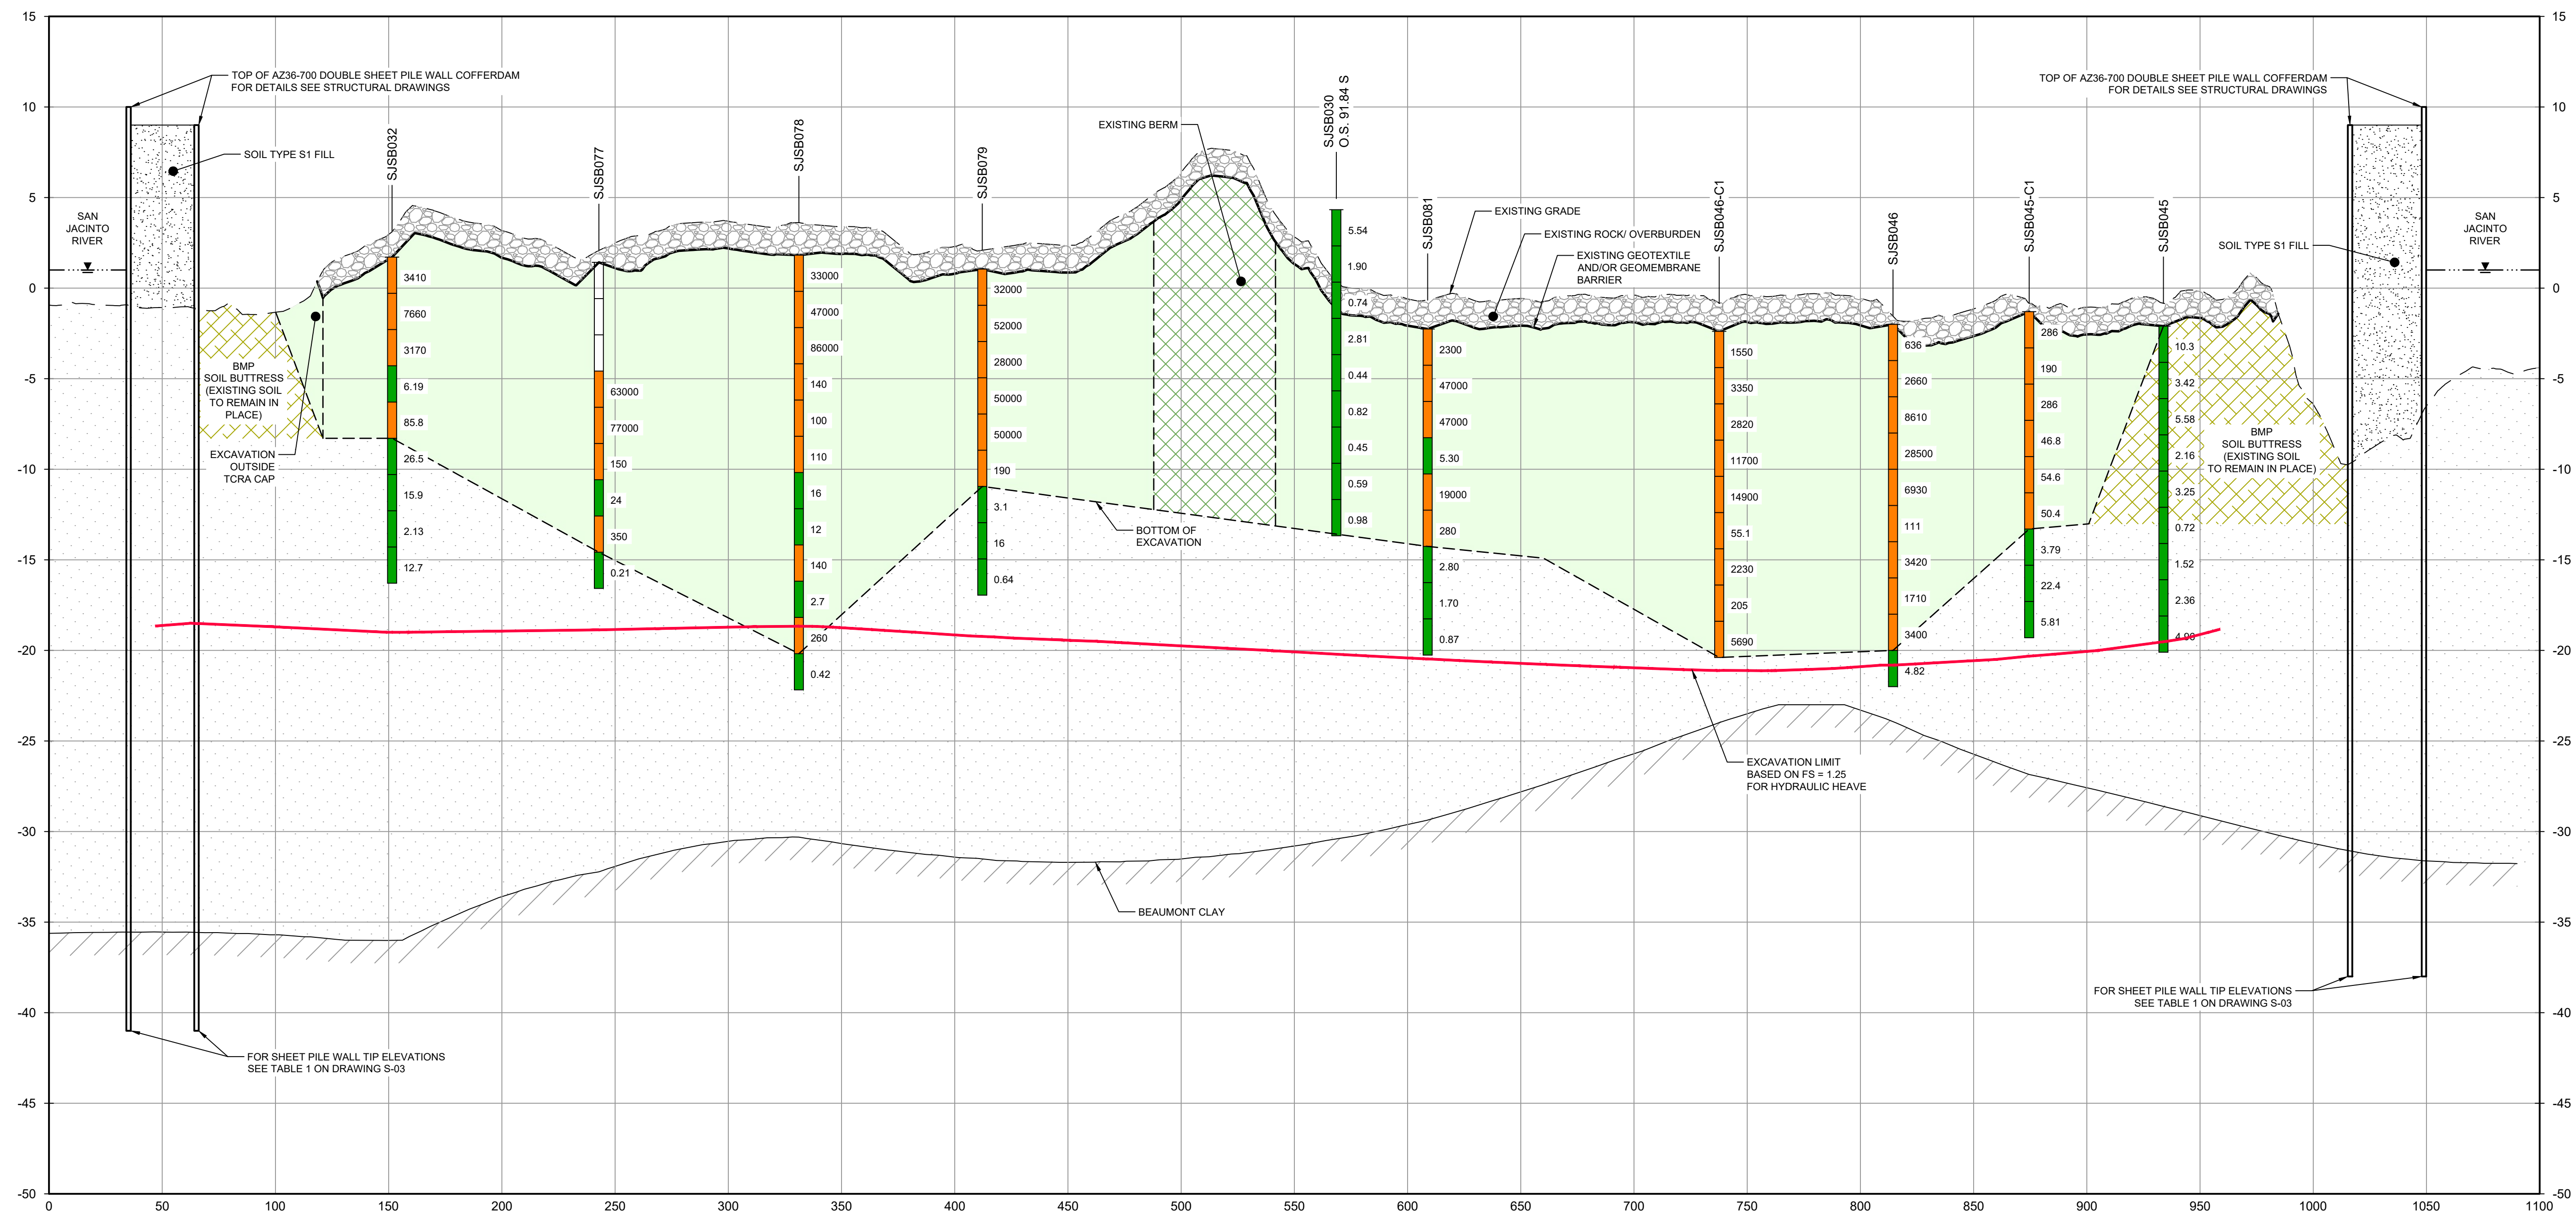 15
15
10
10
5
5
0
0
-5
-5
-10
-10
-15
-15
-20
-20
-25
-25
-30
-30
-35
-35
-40
-40
-45
-45
-50
-50
0
50
100
150
200
250
300
350
400
450
500
550
600
650
700
750
800
850
900
950
1000
1050
1100
TOP OF AZ36-700 DOUBLE SHEET PILE WALL COFFERDAM
FOR DETAILS SEE STRUCTURAL DRAWINGS
SOIL TYPE S1 FILL
SAN
JACINTO
RIVER
BMP
SOIL BUTTRESS
(EXISTING SOIL
TO REMAIN IN
PLACE)
EXCAVATION
OUTSIDE
TCRA CAP
FOR SHEET PILE WALL TIP ELEVATIONS
SEE TABLE 1 ON DRAWING S-03
SJSB032
3410
7660
3170
6.19
85.8
26.5
15.9
2.13
12.7
SJSB077
63000
77000
150
24
350
0.21
SJSB078
33000
47000
86000
140
100
110
16
12
140
2.7
260
0.42
SJSB079
32000
52000
28000
50000
50000
190
3.1
16
0.64
EXISTING BERM
BOTTOM OF
EXCAVATION
BEAUMONT CLAY
SJSB030
O.S. 91.84 S
5.54
1.90
0.74
2.81
0.44
0.82
0.45
0.59
0.98
SJSSB081
2300
47000
47000
5.30
19000
280
2.80
1.70
0.87
EXISTING GRADE
EXISTING ROCK/ OVERBURDEN
EXISTING GEOTEXTILE
AND/OR GEOMEMBRANE
BARRIER
SJSB046-C1
1550
3350
2820
11700
14900
55.1
2230
205
5690
EXCAVATION LIMIT
BASED ON FS = 1.25
FOR HYDRAULIC HEAVE
SJSB046
636
2660
8610
28500
6930
111
3420
1710
3400
4.82
SJSB045-C1
286
190
286
46.8
54.6
50.4
3.79
22.4
5.81
SJSB045
10.3
3.42
5.58
2.16
3.25
0.72
1.52
2.36
TOP OF AZ36-700 DOUBLE SHEET PILE WALL COFFERDAM
FOR DETAILS SEE STRUCTURAL DRAWINGS
SOIL TYPE S1 FILL
SAN
JACINTO
RIVER
BMP
SOIL BUTTRESS
(EXISTING SOIL
TO REMAIN IN PLACE)
FOR SHEET PILE WALL TIP ELEVATIONS
SEE TABLE 1 ON DRAWING S-03